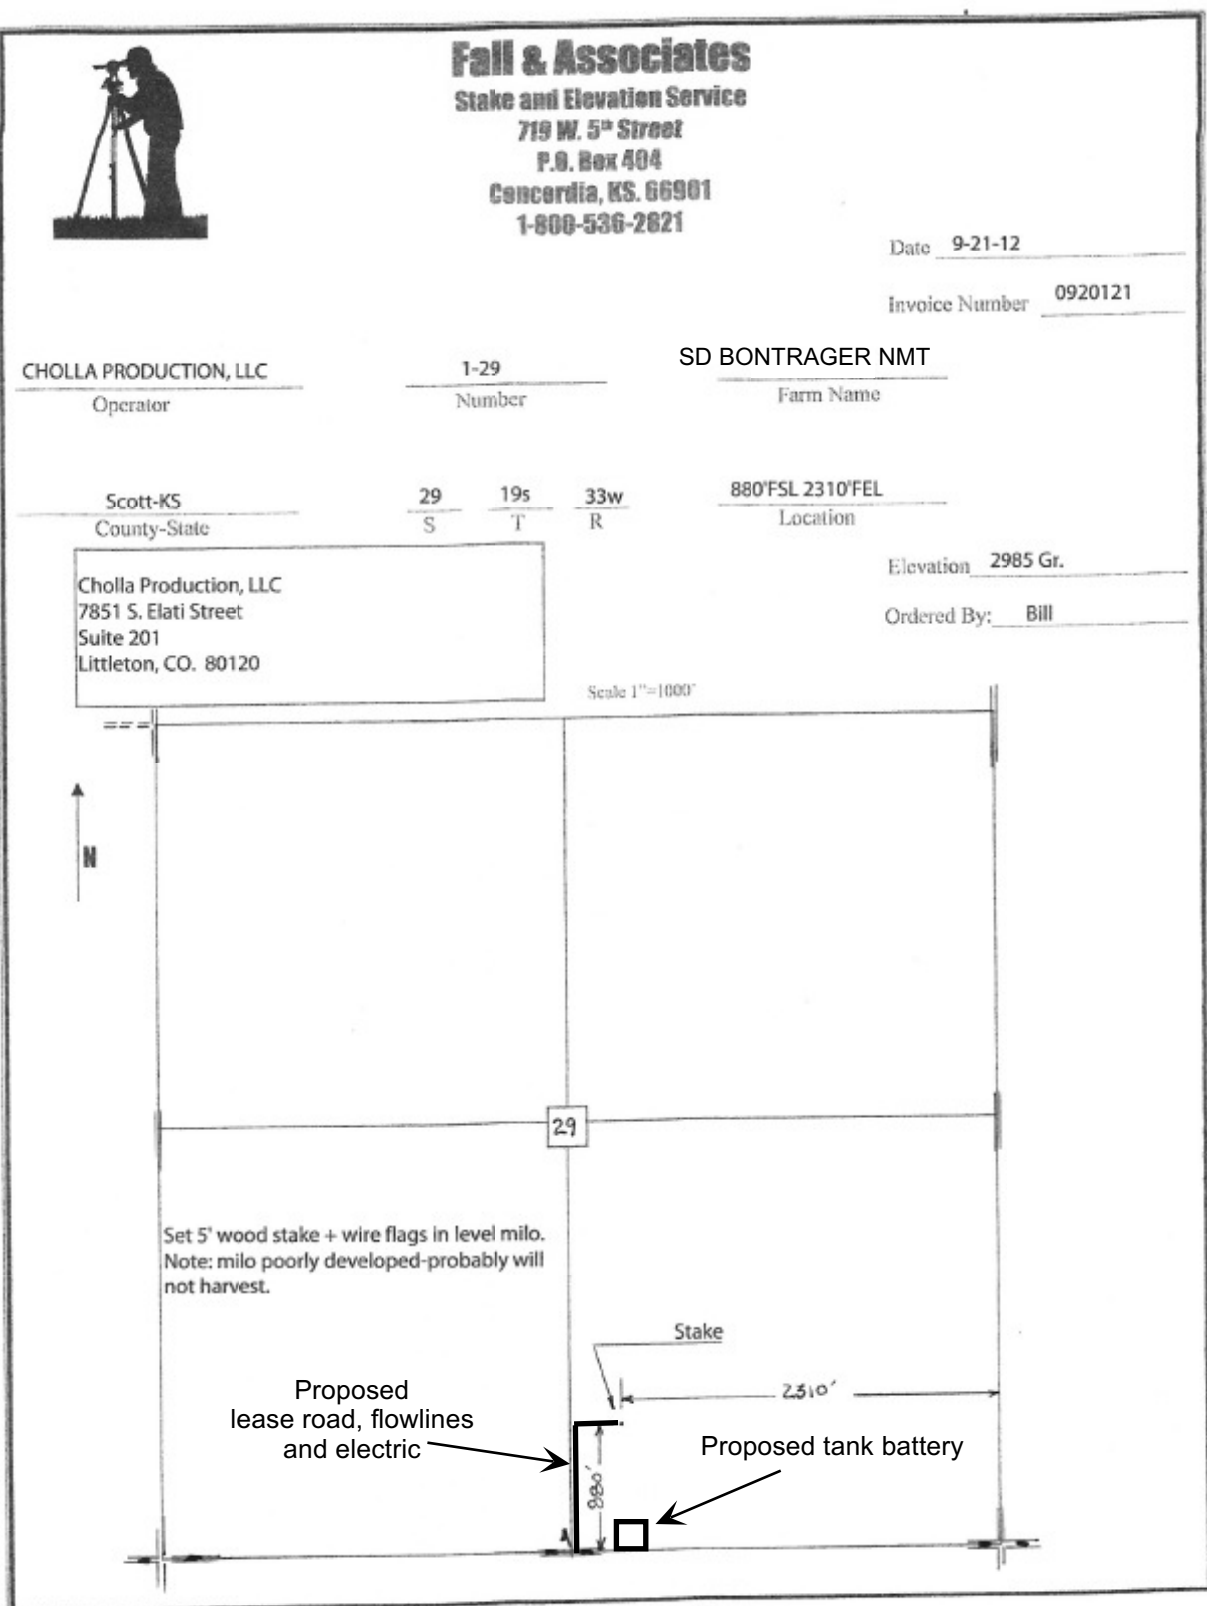 Fall & Associates
Stake and Elevation Service
719 W. 5th Street
P.O. Box 404
Concordia, KS. 66901
1-800-536-2821
Date 9-21-12
Invoice Number 0920121
CHOLLA PRODUCTION, LLC 1-29 SD BONTRAGER NMT
Operator Number Farm Name
Scott-KS 29 19s 33w 880'FSL 2310'FEL
County-State S T R Location
Elevation 2985 Gr.
Ordered By: Bill
Cholla Production, LLC
7851 S. Elati Street
Suite 201
Littleton, CO. 80120
Scale 1"=1000'
N
29
Set 5' wood stake + wire flags in level milo.
Note: milo poorly developed-probably will
not harvest.
Stake
2310'
Proposed
lease road, flowlines
and electric
880'
Proposed tank battery